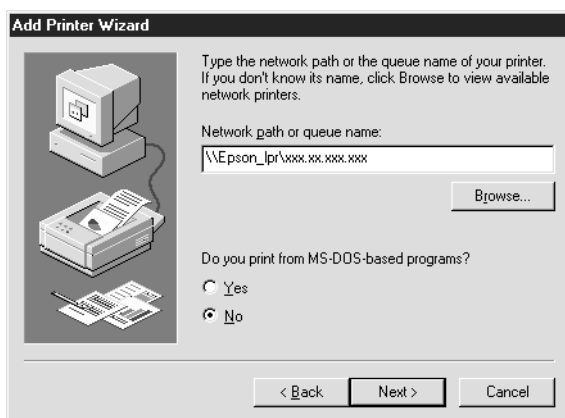 Add Printer Wizard
Type the network path or the queue name of your printer.
If you don't know its name, click Browse to view available
network printers.
Network path or queue name:
\\Epson_lpr\xxx.xx.xxx.xxx
Browse...
Do you print from MS-DOS-based programs?
Yes
No
< Back
Next >
Cancel